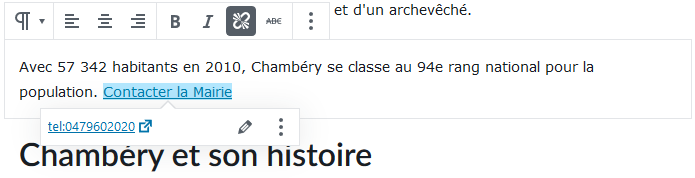 B I ABC et d'un archevêché.
Avec 57 342 habitants en 2010, Chambéry se classe au 94e rang national pour la
population. Contacter la Mairie
tel:0479602020
Chambéry et son histoire